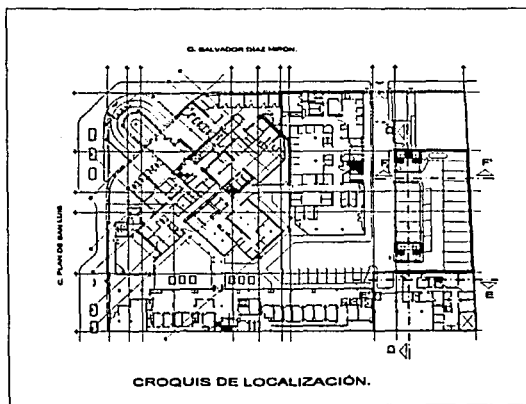 C. SALVADOR DIAZ MIRON.
C. PLAN DE SAN LUIS
F
F
E
D
CROQUIS DE LOCALIZACIÓN.